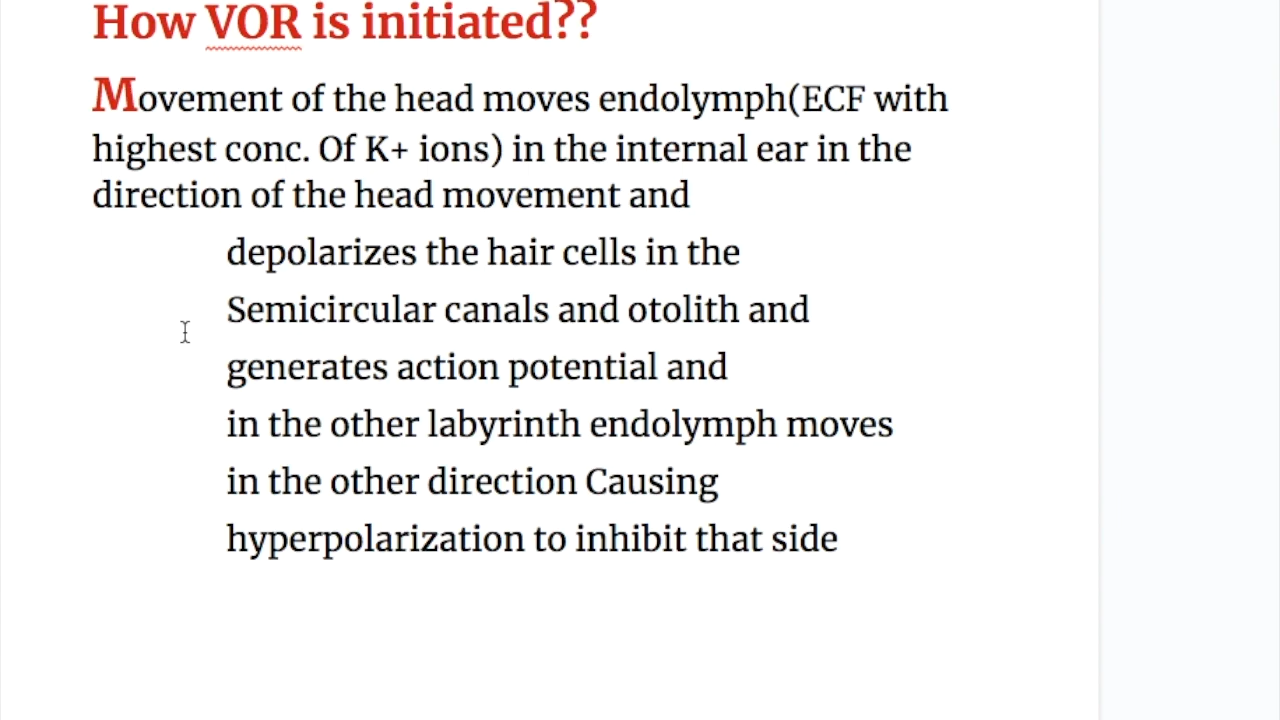 How VOR is initiated??
Movement of the head moves endolymph(ECF with
highest conc. Of K+ ions) in the internal ear in the
direction of the head movement and
depolarizes the hair cells in the
Semicircular canals and otolith and
generates action potential and
in the other labyrinth endolymph moves
in the other direction Causing
hyperpolarization to inhibit that side